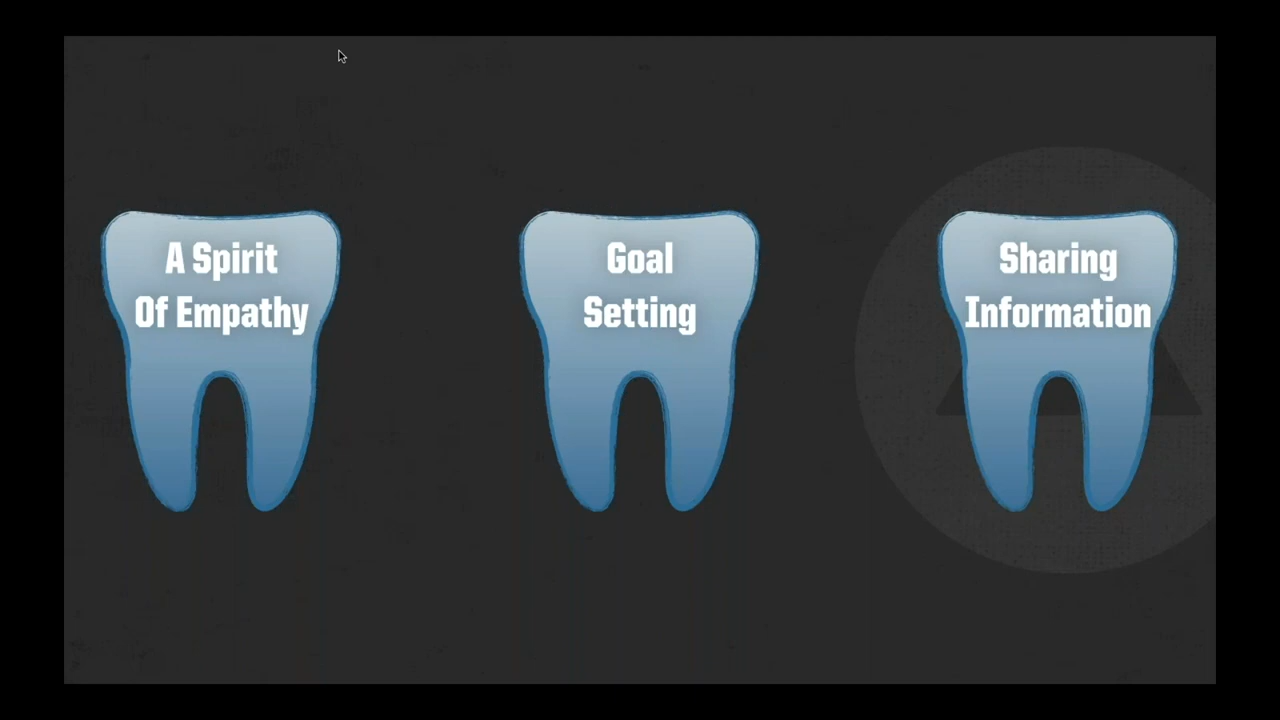 A Spirit
Of Empathy
Goal
Setting
Sharing
Information